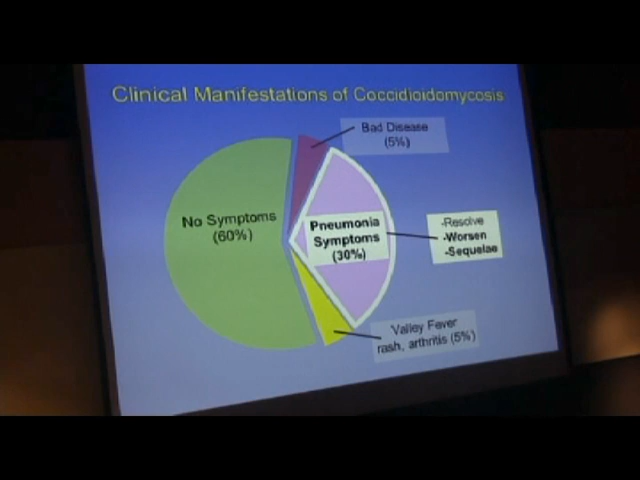 Clinical Manifestations of Coccidioidomycosis
Bad Disease
(5%)
No Symptoms
(60%)
Pneumonia
Symptoms
(30%)
-Resolve
-Worsen
-Sequelae
Valley Fever
rash, arthritis (5%)